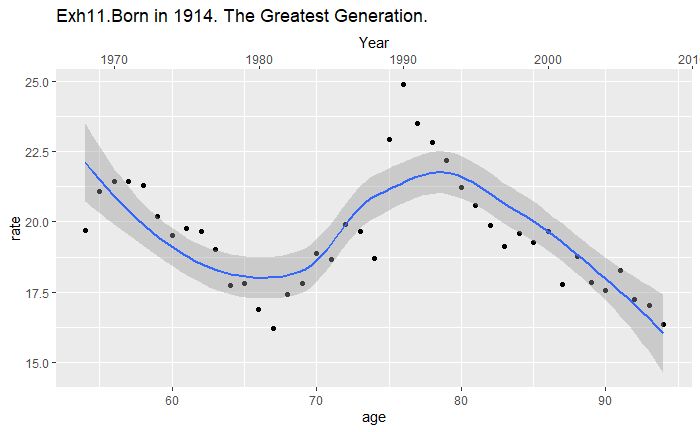 Exh11.Born in 1914. The Greatest Generation.
Year
1970 1980 1990 2000 201
25.0
22.5
20.0
17.5
15.0
rate
60 70 80 90
age